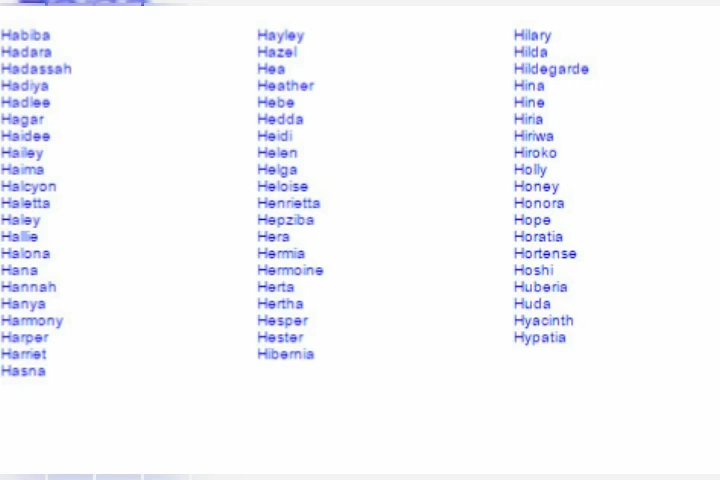 Habiba
Hadara
Hadassah
Hadiya
Hadlee
Hagar
Haidee
Hailey
Haima
Halcyon
Haletta
Haley
Hallie
Halona
Hana
Hannah
Hanya
Harmony
Harper
Harriet
Hasna
Hayley
Hazel
Hea
Heather
Hebe
Hedda
Heidi
Helen
Helga
Heloise
Henrietta
Hepziba
Hera
Hermia
Hermoine
Herta
Hertha
Hesper
Hester
Hibernia
Hilary
Hilda
Hildegarde
Hina
Hine
Hiria
Hiriwa
Hiroko
Holly
Honey
Honora
Hope
Horatia
Hortense
Hoshi
Huberia
Huda
Hyacinth
Hypatia